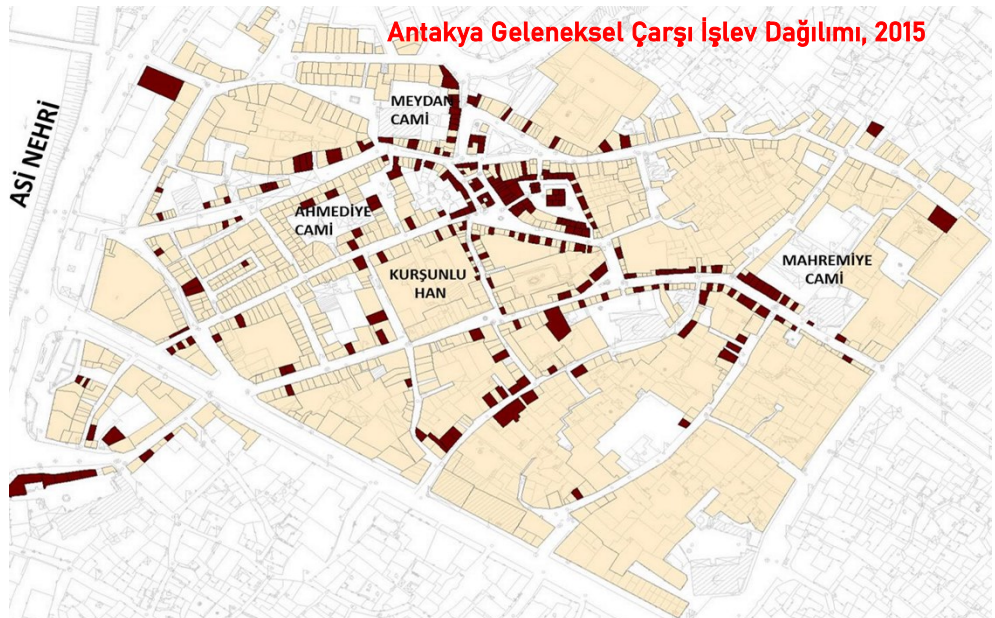 Antakya Geleneksel Çarşı İşlev Dağılımı, 2015
MEYDAN
CAMİ
ASİ NEHRİ
AHMEDİYE
CAMİ
KURŞUNLU
HAN
MAHREMİYE
CAMİ